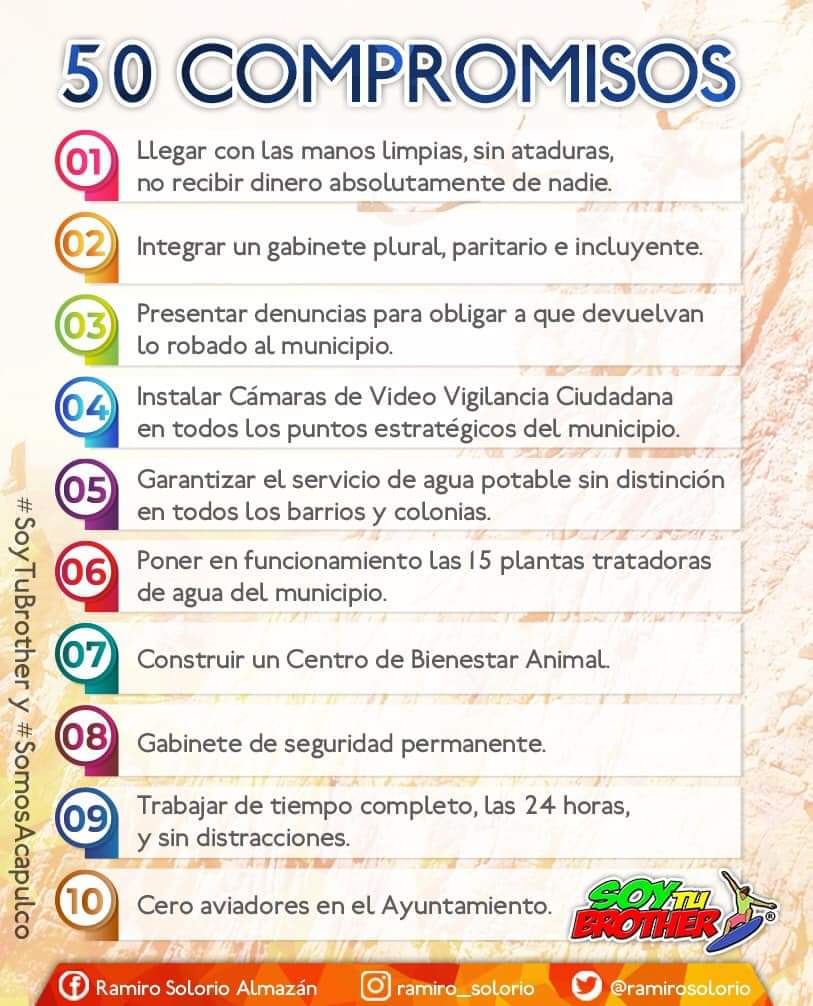 50 COMPROMISOS
01
Llegar con las manos limpias, sin ataduras,
no recibir dinero absolutamente de nadie.
02
Integrar un gabinete plural, paritario e incluyente.
03
Presentar denuncias para obligar a que devuelvan
lo robado al municipio.
04
Instalar Cámaras de Video Vigilancia Ciudadana
en todos los puntos estratégicos del municipio.
05
Garantizar el servicio de agua potable sin distinción
en todos los barrios y colonias.
06
Poner en funcionamiento las 15 plantas tratadoras
de agua del municipio.
07
Construir un Centro de Bienestar Animal.
08
Gabinete de seguridad permanente.
09
Trabajar de tiempo completo, las 24 horas,
y sin distracciones.
10
Cero aviadores en el Ayuntamiento.
SOY TU
BROTHER ®
#SoyTuBrother y #SomosAcapulco
Ramiro Solorio Almazán
ramiro_solorio
@ramirosolorio